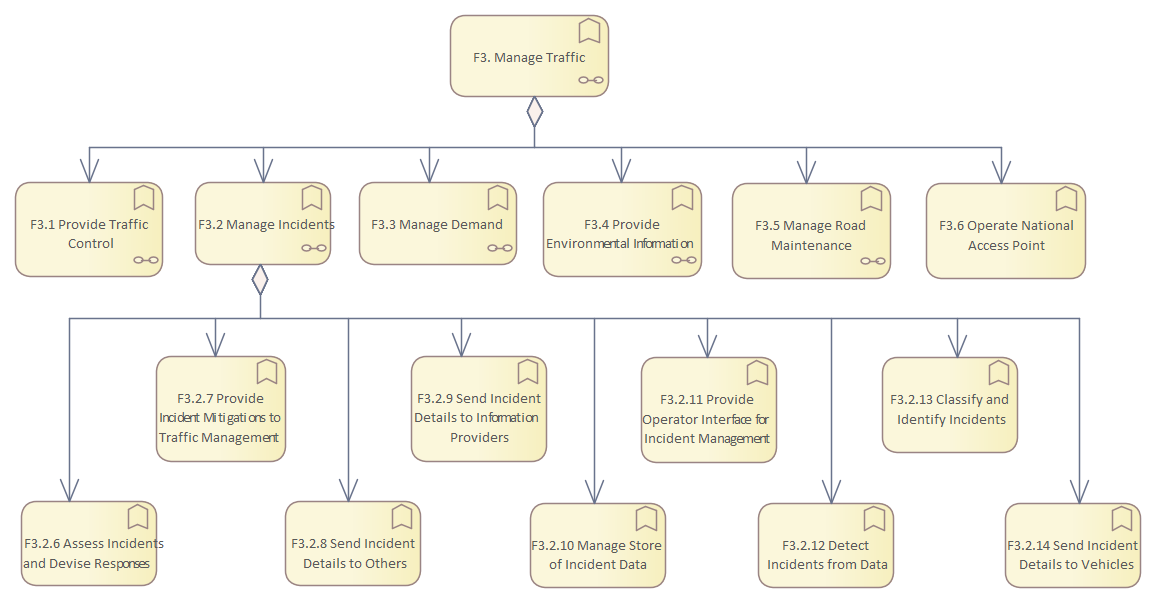 F3. Manage Traffic
F3.1 Provide Traffic
Control
F3.2 Manage Incidents
F3.3 Manage Demand
F3.4 Provide
Environmental Information
F3.5 Manage Road
Maintenance
F3.6 Operate National
Access Point
F3.2.7 Provide
Incident Mitigations to
Traffic Management
F3.2.9 Send Incident
Details to Information
Providers
F3.2.11 Provide
Operator Interface for
Incident Management
F3.2.13 Classify and
Identify Incidents
F3.2.6 Assess Incidents
and Devise Responses
F3.2.8 Send Incident
Details to Others
F3.2.10 Manage Store
of Incident Data
F3.2.12 Detect
Incidents from Data
F3.2.14 Send Incident
Details to Vehicles